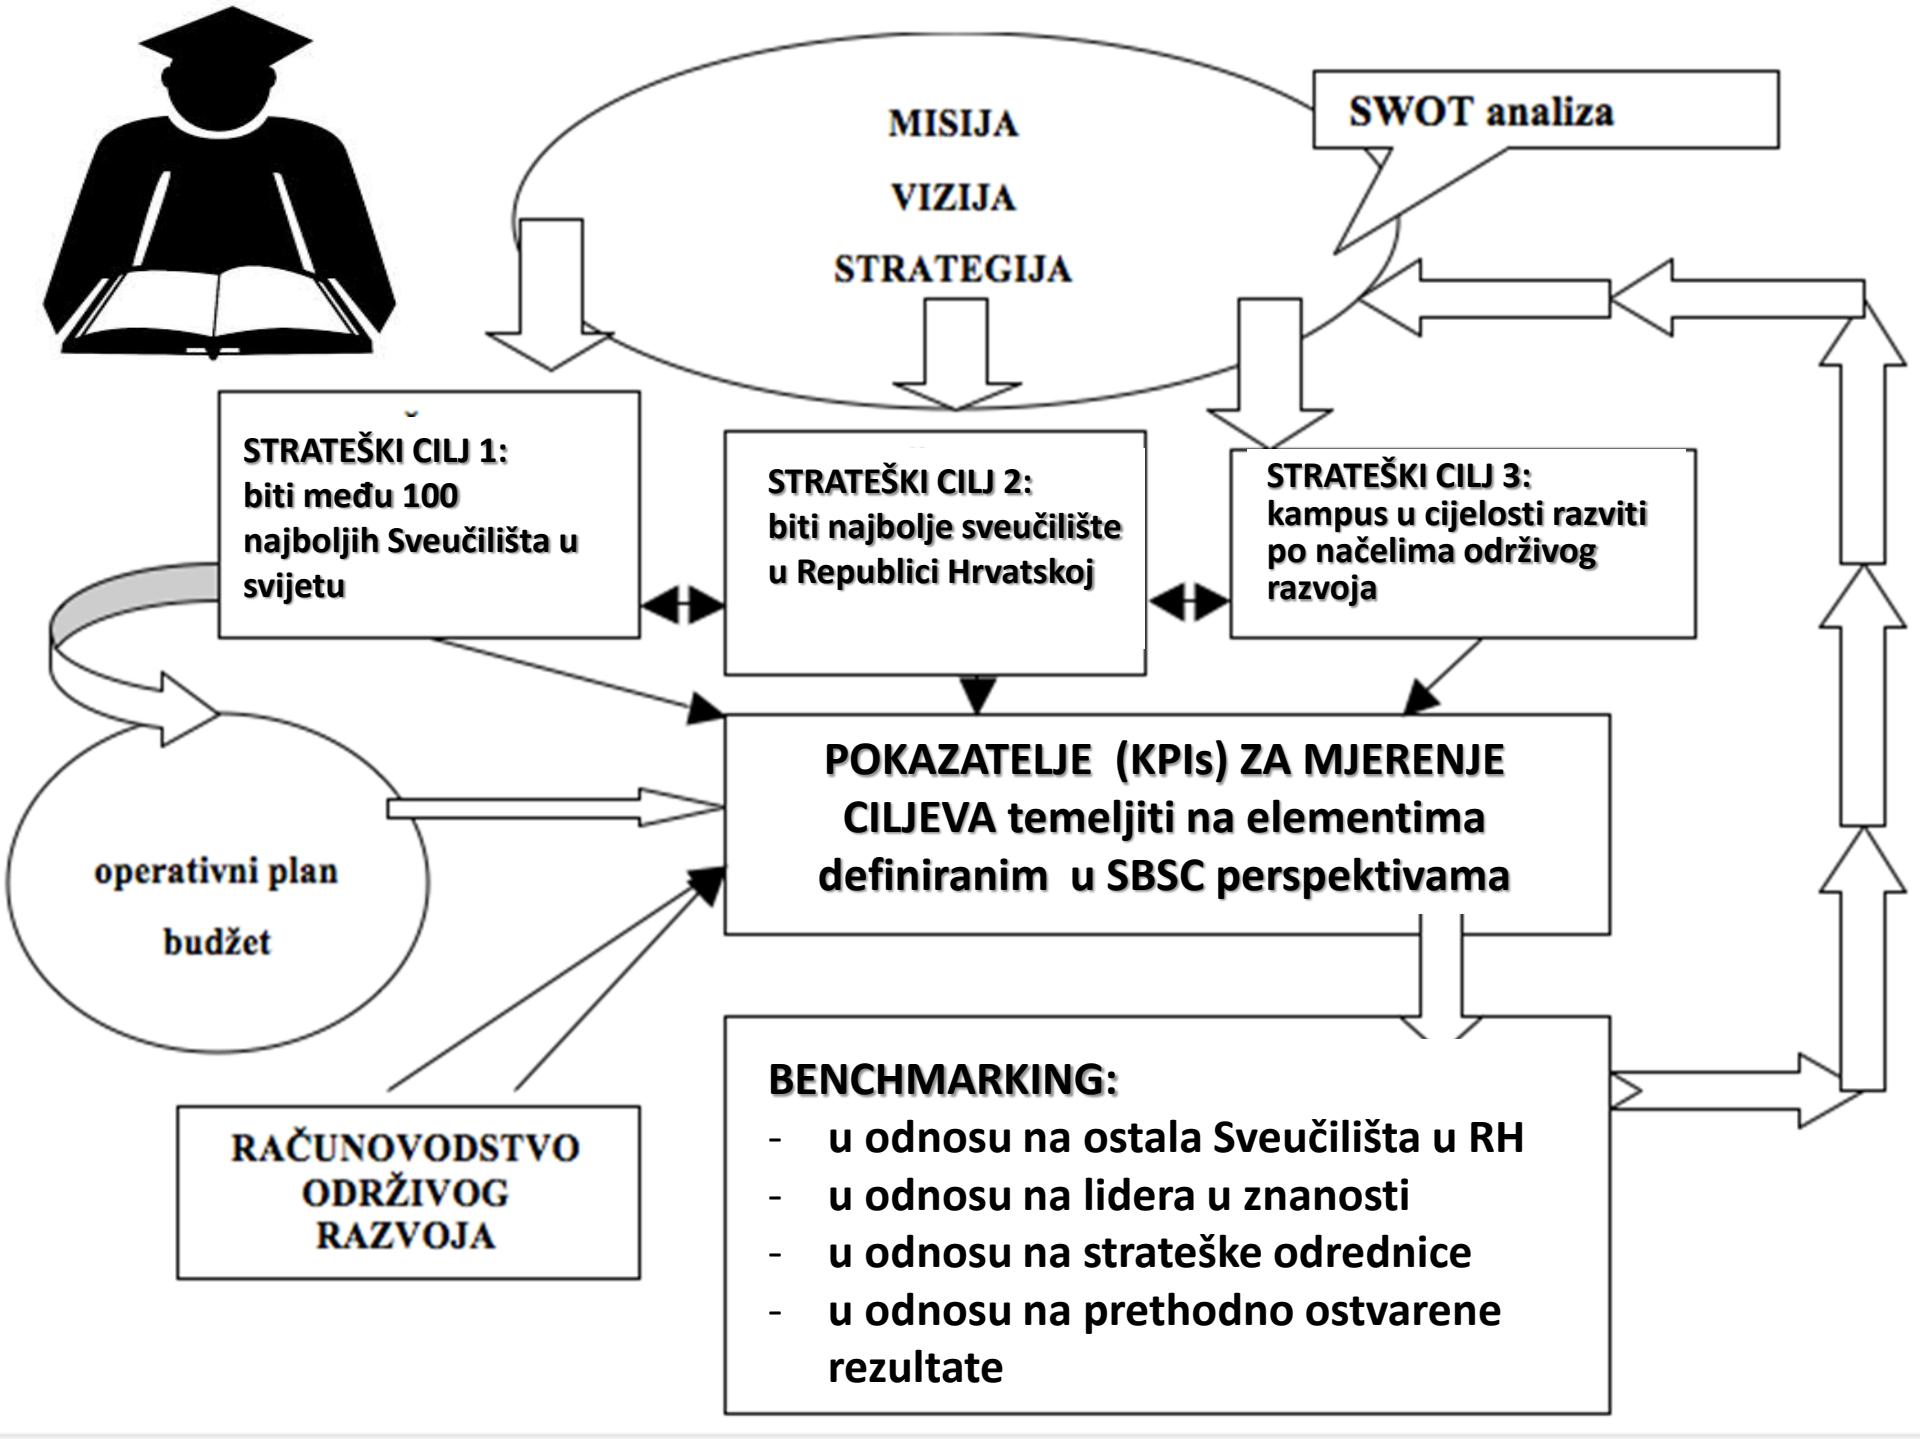 MISIJA
VIZIJA
STRATEGIJA
SWOT analiza
STRATEŠKI CILJ 1:
biti među 100
najboljih Sveučilišta u
svijetu
STRATEŠKI CILJ 2:
biti najbolje sveučilište
u Republici Hrvatskoj
STRATEŠKI CILJ 3:
kampus u cijelosti razviti
po načelima održivog
razvoja
POKAZATELJE (KPIs) ZA MJERENJE
CILJEVA temeljiti na elementima
definiranim u SBSC perspektivama
operativni plan
budžet
RAČUNOVODSTVO
ODRŽIVOG
RAZVOJA
BENCHMARKING:
- u odnosu na ostala Sveučilišta u RH
- u odnosu na lidera u znanosti
- u odnosu na strateške odrednice
- u odnosu na prethodno ostvarene
rezultate